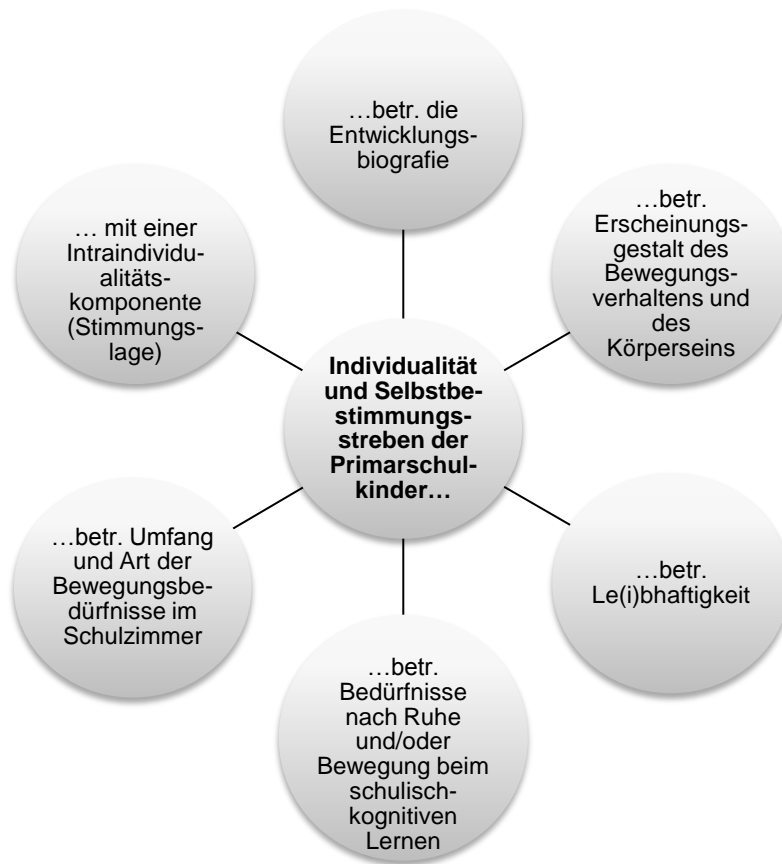 …betr. die
Entwicklungs-
biografie
…betr.
Erscheinungs-
gestalt des
Bewegungs-
verhaltens und
des
Körperseins
…betr.
Le(i)bhaftigkeit
…betr.
Bedürfnisse
nach Ruhe
und/oder
Bewegung beim
schulisch-
kognitiven
Lernen
…betr. Umfang
und Art der
Bewegungsbe-
dürfnisse im
Schulzimmer
… mit einer
Intraindividu-
alitäts-
komponente
(Stimmungs-
lage)
Individualität
und Selbstbe-
stimmungs-
streben der
Primarschul-
kinder…